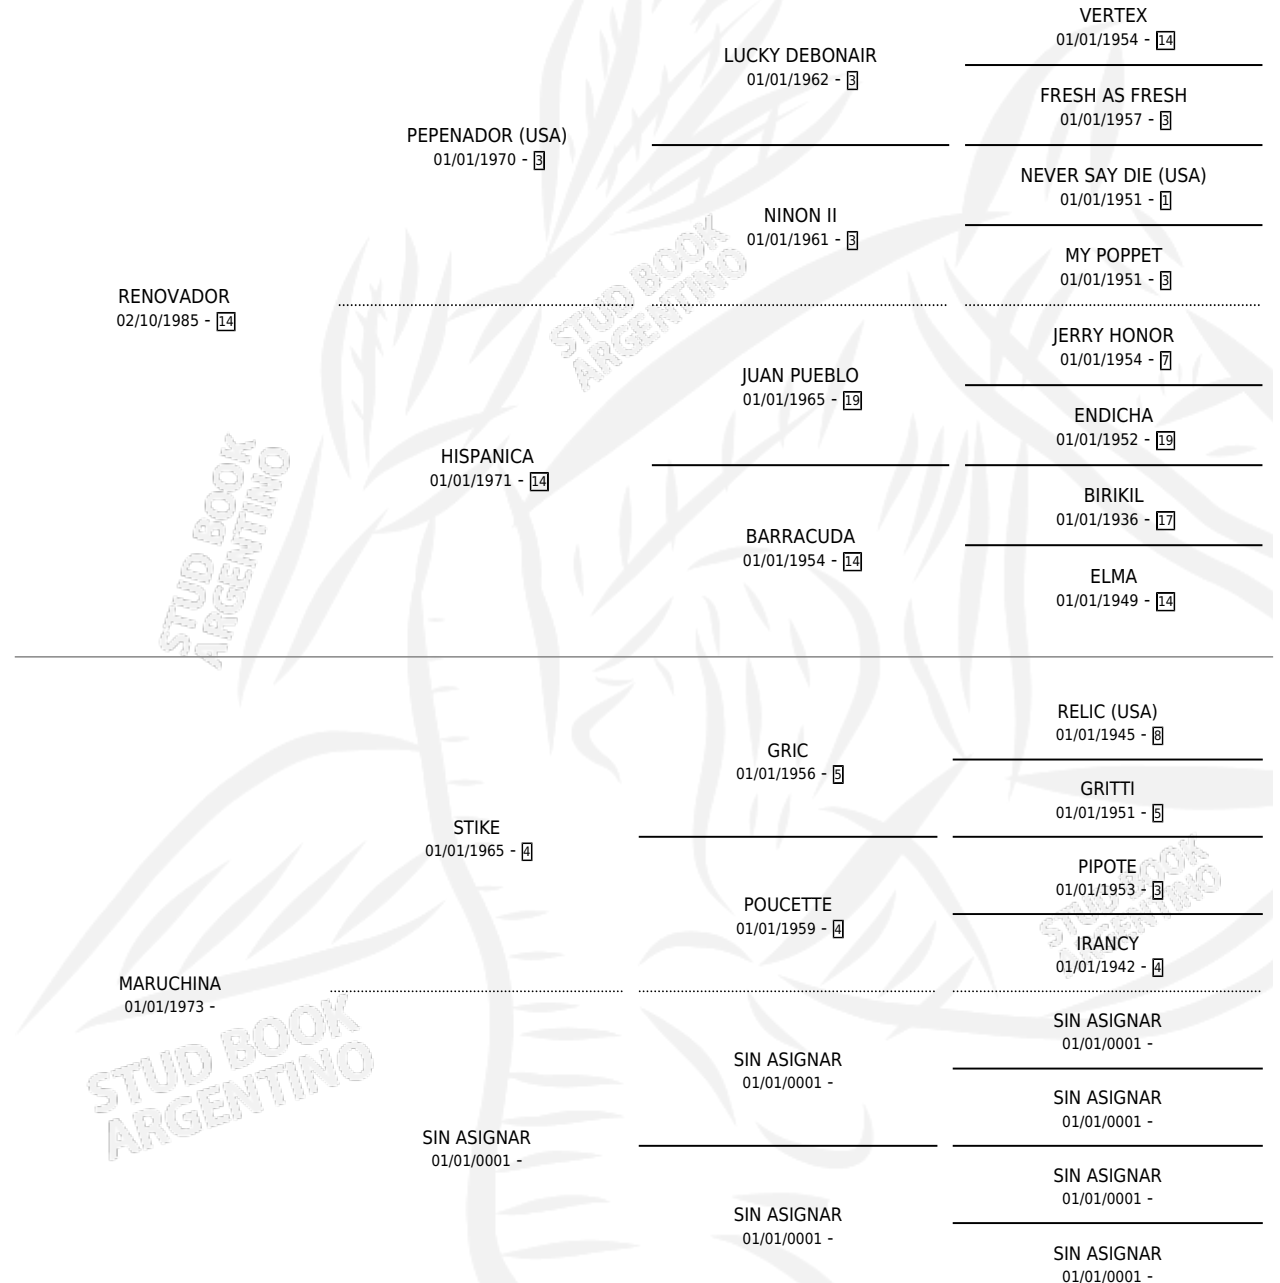 VERTEX
01/01/1954 - 14
LUCKY DEBONAIR
01/01/1962 - 3
FRESH AS FRESH
01/01/1957 - 3
PEPENADOR (USA)
01/01/1970 - 3
NEVER SAY DIE (USA)
01/01/1951 - 1
NINON II
01/01/1961 - 3
MY POPPET
01/01/1951 - 3
RENOVADOR
02/10/1985 - 14
JERRY HONOR
01/01/1954 - 7
JUAN PUEBLO
01/01/1965 - 19
ENDICHA
01/01/1952 - 19
HISPANICA
01/01/1971 - 14
BIRIKIL
01/01/1936 - 17
BARRACUDA
01/01/1954 - 14
ELMA
01/01/1949 - 14
RELIC (USA)
01/01/1945 - 8
GRIC
01/01/1956 - 5
GRITTI
01/01/1951 - 5
STIKE
01/01/1965 - 4
PIPOTE
01/01/1953 - 3
POUCETTE
01/01/1959 - 4
IRANCY
01/01/1942 - 4
MARUCHINA
01/01/1973 -
SIN ASIGNAR
01/01/0001 -
SIN ASIGNAR
01/01/0001 -
SIN ASIGNAR
01/01/0001 -
SIN ASIGNAR
01/01/0001 -
SIN ASIGNAR
01/01/0001 -
SIN ASIGNAR
01/01/0001 -
SIN ASIGNAR
01/01/0001 -
STUD BOOK
ARGENTINO
STUD BOOK
ARGENTINO
STUD BOOK
ARGENTINO
STUD BOOK
ARGENTINO